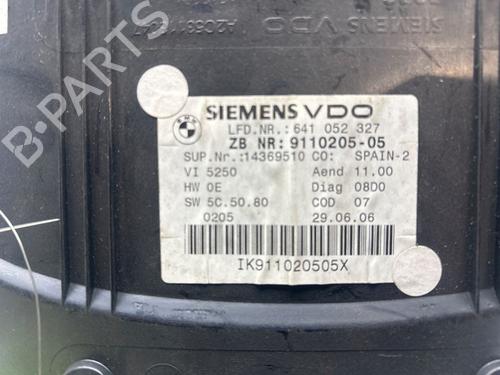 SIEMENS
VDO
B-PARTS
BMW
SIEMENS VDO
LFD.NR.:641 052 327
ZB NR:9110205-05
SUP.Nr.:14369510 CO: SPAIN-2
VI 5250 Aend 11.00
HW 0E Diag 08D0
SW 5C.50.80 COD 07
0205 29.06.06
IK911020505X